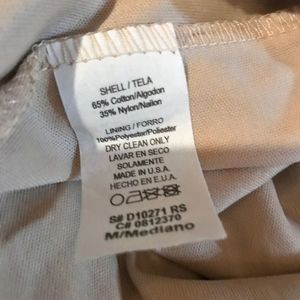 SHELL / TELA
65% Cotton/Algodon
35% Nylon/Nailon
LINING / FORRO
100%Polyester/Poliester
DRY CLEAN ONLY
LAVAR EN SECO
SOLAMENTE
MADE IN U.S.A.
HECHO EN E.U.A.
S# D10271 RS
C# 0812370
M/Mediano